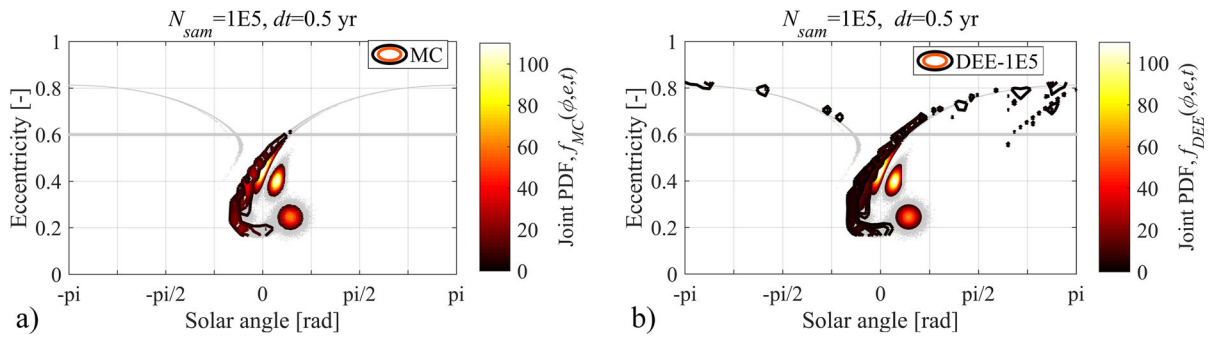 N_sam=1E5, dt=0.5 yr
MC
1
0.8
0.6
0.4
0.2
0
Eccentricity [-]
-pi
-pi/2
0
pi/2
pi
Solar angle [rad]
100
80
60
40
20
0
Joint PDF, f_MC(ϕ,e,t)
a)
N_sam=1E5, dt=0.5 yr
DEE-1E5
1
0.8
0.6
0.4
0.2
0
Eccentricity [-]
-pi
-pi/2
0
pi/2
pi
Solar angle [rad]
100
80
60
40
20
0
Joint PDF, f_DEE(ϕ,e,t)
b)